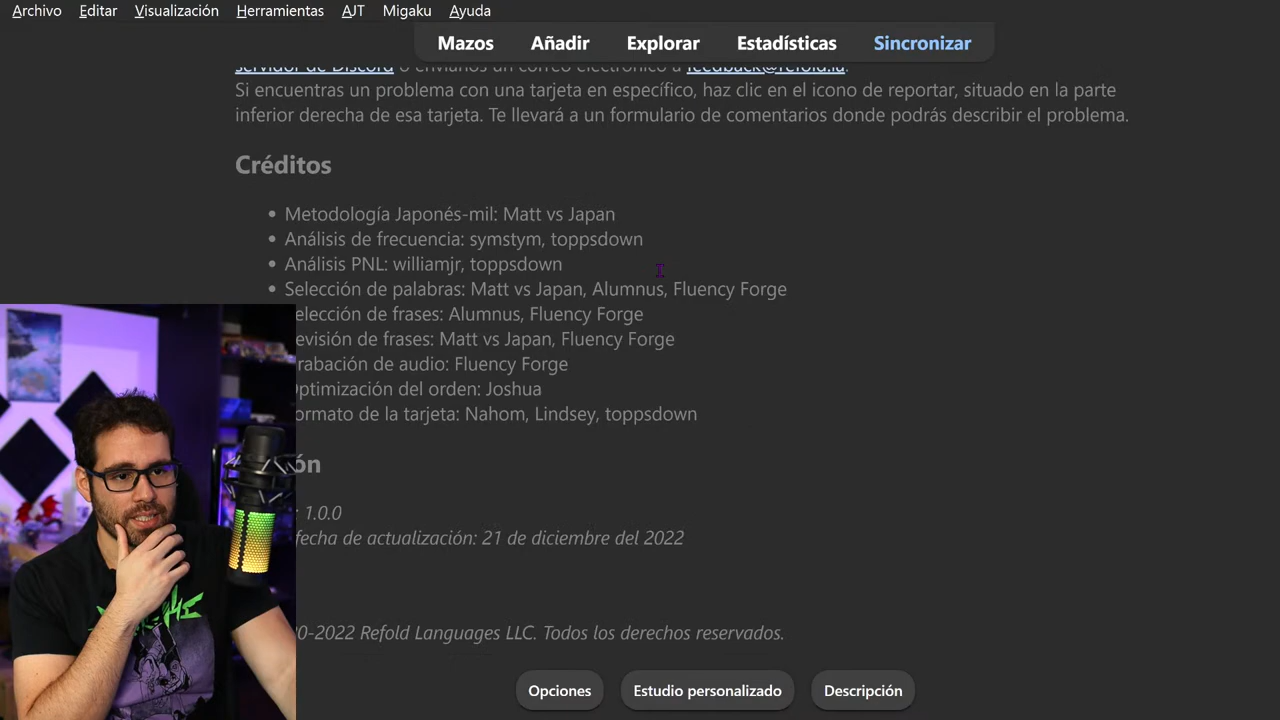 Archivo Editar Visualización Herramientas AJT Migaku Ayuda
Mazos Añadir Explorar Estadísticas Sincronizar
servidor de Discord o envíanos un correo electrónico a feedback@refold.la.
Si encuentras un problema con una tarjeta en específico, haz clic en el icono de reportar, situado en la parte
inferior derecha de esa tarjeta. Te llevará a un formulario de comentarios donde podrás describir el problema.
Créditos
• Metodología Japonés-mil: Matt vs Japan
• Análisis de frecuencia: symstym, toppsdown
• Análisis PNL: williamjr, toppsdown
• Selección de palabras: Matt vs Japan, Alumnus, Fluency Forge
elección de frases: Alumnus, Fluency Forge
evisión de frases: Matt vs Japan, Fluency Forge
rabación de audio: Fluency Forge
ptimización del orden: Joshua
ormato de la tarjeta: Nahom, Lindsey, toppsdown
ón
: 1.0.0
fecha de actualización: 21 de diciembre del 2022
0-2022 Refold Languages LLC. Todos los derechos reservados.
Opciones Estudio personalizado Descripción